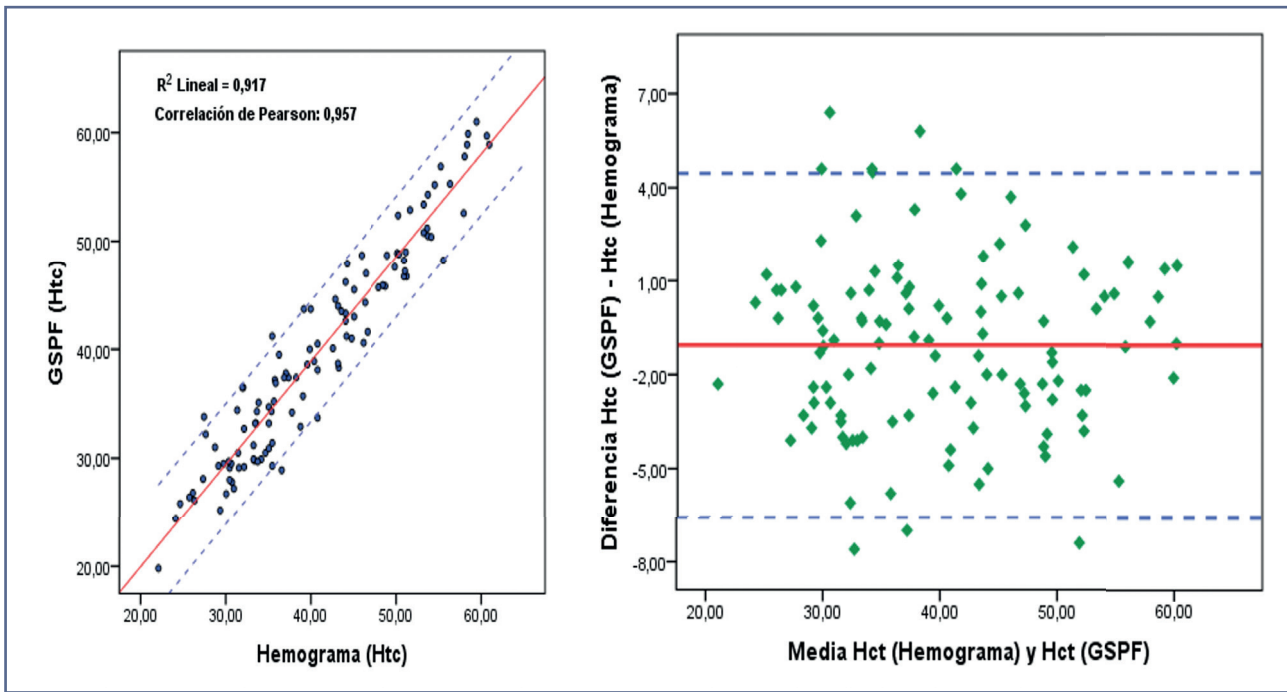 R² Lineal = 0,917
Correlación de Pearson: 0,957
GSPF (Htc)
60,00
50,00
40,00
30,00
20,00
20,00 30,00 40,00 50,00 60,00
Hemograma (Htc)
Diferencia Htc (GSPF) - Htc (Hemograma)
7,00
4,00
1,00
-2,00
-5,00
-8,00
20,00 30,00 40,00 50,00 60,00
Media Hct (Hemograma) y Hct (GSPF)